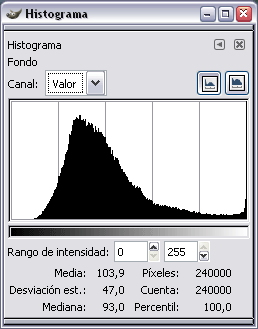 Histograma
Histograma
Fondo
Canal: Valor
Rango de intensidad: 0 255
Media: 103,9 Píxeles: 240000
Desviación est.: 47,0 Cuenta: 240000
Mediana: 93,0 Percentil: 100,0